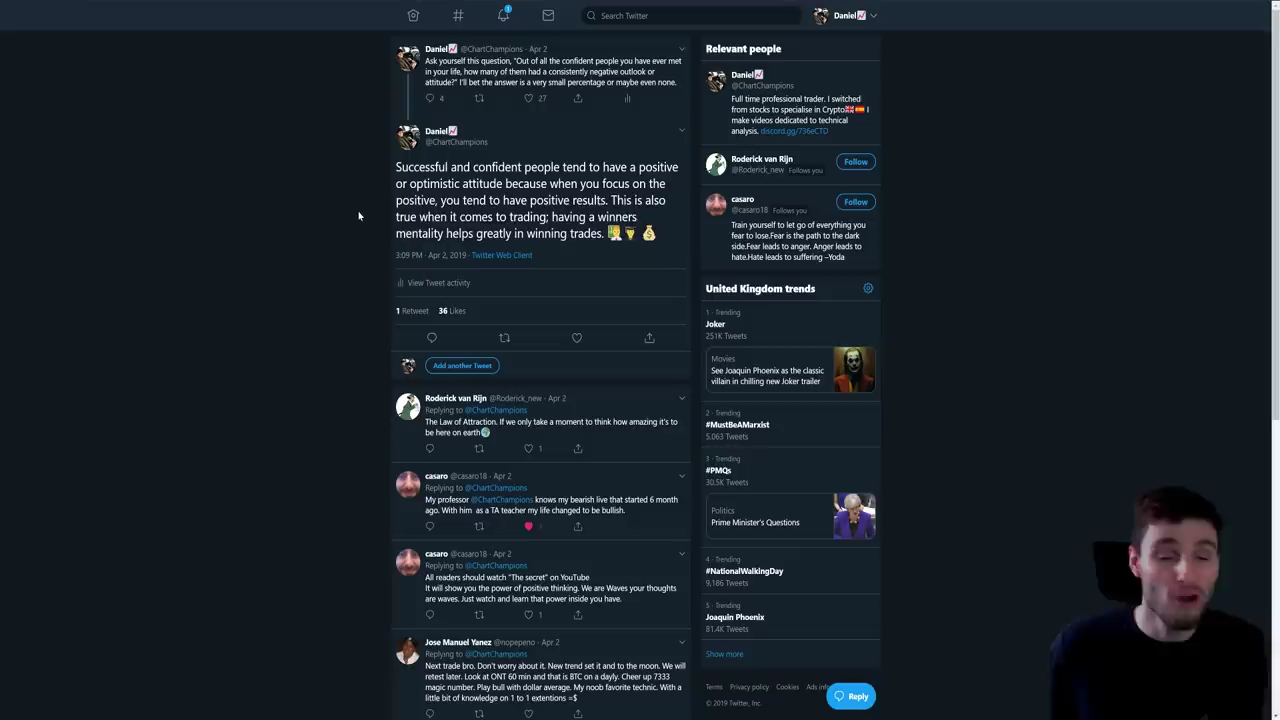 1
Search Twitter
Daniel📈
Daniel📈 @ChartChampions · Apr 2
Ask yourself this question, "Out of all the confident people you have ever met
in your life, how many of them had a consistently negative outlook or
attitude?" I'll bet the answer is a very small percentage or maybe even none.
4 27
Daniel📈
@ChartChampions
Successful and confident people tend to have a positive
or optimistic attitude because when you focus on the
positive, you tend to have positive results. This is also
true when it comes to trading; having a winners
mentality helps greatly in winning trades.
3:09 PM · Apr 2, 2019 · Twitter Web Client
View Tweet activity
1 Retweet 36 Likes
Add another Tweet
Roderick van Rijn @Roderick_new · Apr 2
Replying to @ChartChampions
The Law of Attraction. If we only take a moment to think how amazing it's to
be here on earth
1
casaro @casaro18 · Apr 2
Replying to @ChartChampions
My professor @ChartChampions knows my bearish live that started 6 month
ago. With him as a TA teacher my life changed to be bullish.
1
casaro @casaro18 · Apr 2
Replying to @ChartChampions
All readers should watch "The secret" on YouTube
It will show you the power of positive thinking. We are Waves your thoughts
are waves. Just watch and learn that power inside you have.
1
Jose Manuel Yanez @nopepeno · Apr 2
Replying to @ChartChampions
Next trade bro. Don't worry about it. New trend set it and to the moon. We will
retest later. Look at ONT 60 min and that is BTC on a dayly. Cheer up 7333
magic number. Play bull with dollar average. My noob favorite technic. With a
little bit of knowledge on 1 to 1 extentions =$
Relevant people
Daniel📈
@ChartChampions
Full time professional trader. I switched
from stocks to specialise in Crypto🇬🇧🇪🇸 I
make videos dedicated to technical
analysis. discord.gg/736eCTD
Roderick van Rijn
@Roderick_new Follows you
Follow
casaro
@casaro18 Follows you
Follow
Train yourself to let go of everything you
fear to lose.Fear is the path to the dark
side.Fear leads to anger. Anger leads to
hate.Hate leads to suffering –Yoda
United Kingdom trends
1 · Trending
Joker
251K Tweets
Movies
See Joaquin Phoenix as the classic
villain in chilling new Joker trailer
2 · Trending
#MustBeAMarxist
5,063 Tweets
3 · Trending
#PMQs
30.5K Tweets
Politics
Prime Minister's Questions
4 · Trending
#NationalWalkingDay
9,186 Tweets
5 · Trending
Joaquin Phoenix
81.4K Tweets
Show more
Terms Privacy policy Cookies Ads
© 2019 Twitter, Inc.
Reply